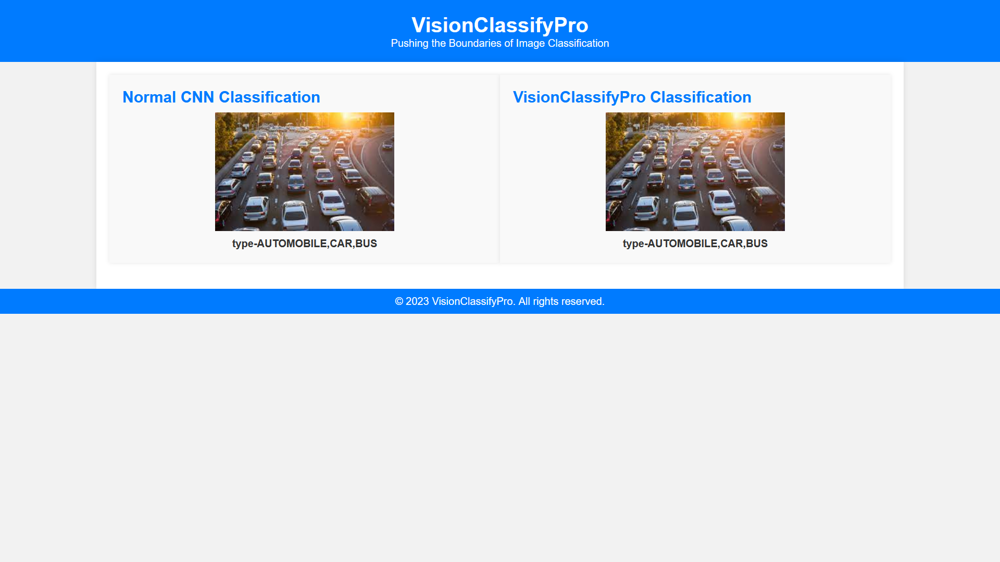 VisionClassifyPro
Pushing the Boundaries of Image Classification
Normal CNN Classification
type-AUTOMOBILE,CAR,BUS
VisionClassifyPro Classification
type-AUTOMOBILE,CAR,BUS
© 2023 VisionClassifyPro. All rights reserved.